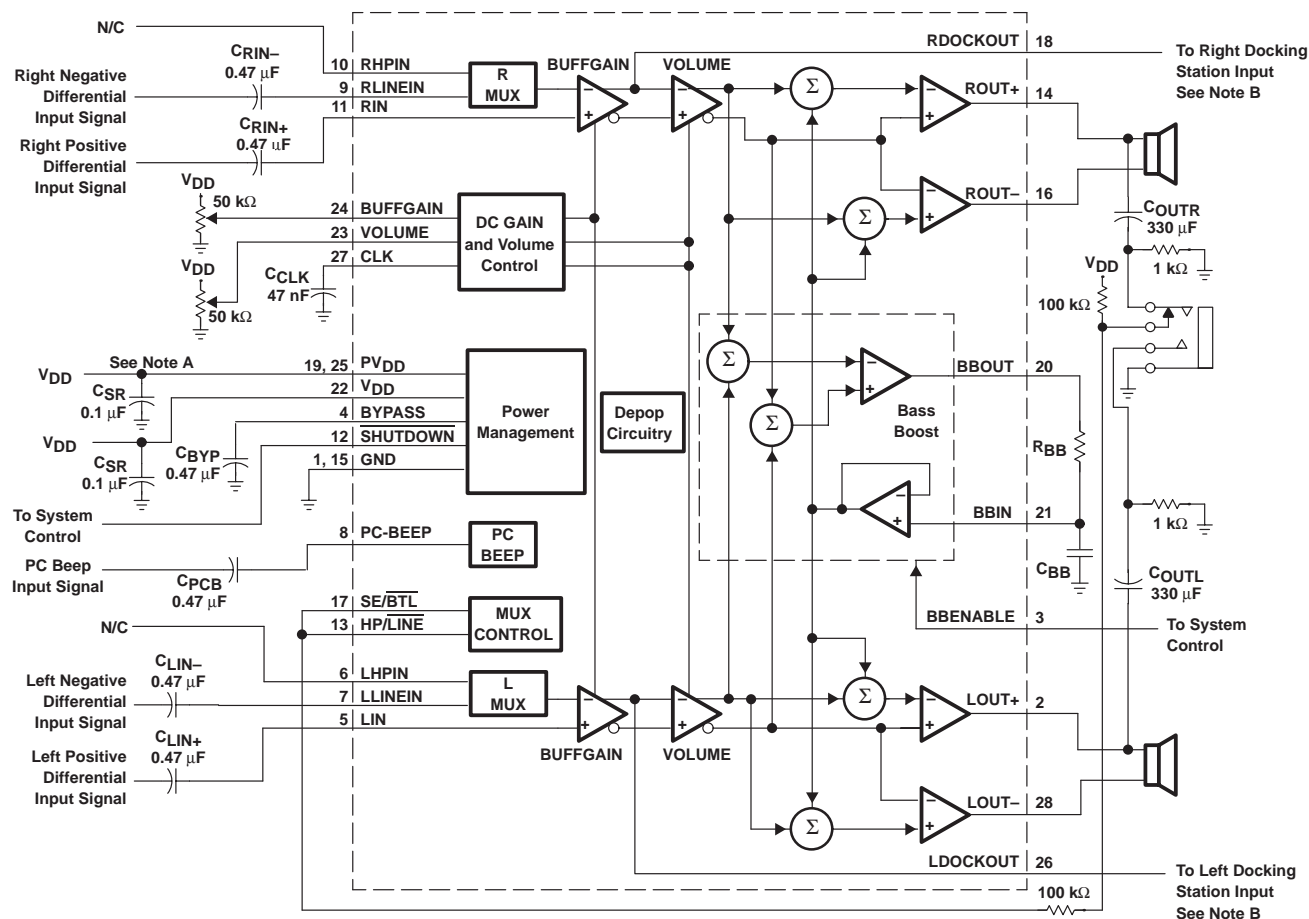 N/C
CRIN–
0.47 μF
Right Negative
Differential
Input Signal
CRIN+
0.47 μF
Right Positive
Differential
Input Signal
10 RHPIN
9 RLINEIN
11 RIN
R
MUX
BUFFGAIN
VOLUME
– +
– +
Σ
Σ
– +
– +
RDOCKOUT 18
To Right Docking
Station Input
See Note B
ROUT+ 14
ROUT– 16
COUTR
330 μF
1 kΩ
VDD
100 kΩ
VDD
50 kΩ
24 BUFFGAIN
23 VOLUME
27 CLK
VDD
50 kΩ
CCLK
47 nF
DC GAIN
and Volume
Control
See Note A
VDD
CSR
0.1 μF
VDD
CSR
0.1 μF
CBYP
0.47 μF
19, 25 PVDD
22 VDD
4 BYPASS
12 SHUTDOWN
1, 15 GND
Power
Management
Depop
Circuitry
Σ
Σ
– +
Bass
Boost
– +
BBOUT 20
RBB
BBIN 21
CBB
1 kΩ
COUTL
330 μF
To System
Control
8 PC-BEEP
PC
BEEP
PC Beep
Input Signal
CPCB
0.47 μF
17 SE/BTL
13 HP/LINE
MUX
CONTROL
BBENABLE 3
To System
Control
N/C
CLIN–
0.47 μF
Left Negative
Differential
Input Signal
CLIN+
0.47 μF
Left Positive
Differential
Input Signal
6 LHPIN
7 LLINEIN
5 LIN
L
MUX
– +
– +
BUFFGAIN
VOLUME
Σ
Σ
– +
– +
LOUT+ 2
LOUT– 28
LDOCKOUT 26
To Left Docking
Station Input
See Note B
100 kΩ